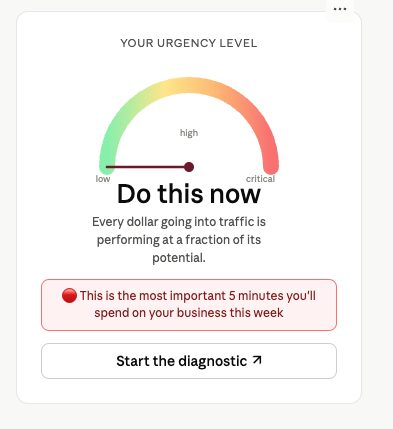 YOUR URGENCY LEVEL
high
low
critical
Do this now
Every dollar going into traffic is
performing at a fraction of its
potential.
🔴 This is the most important 5 minutes you'll
spend on your business this week
Start the diagnostic ↗